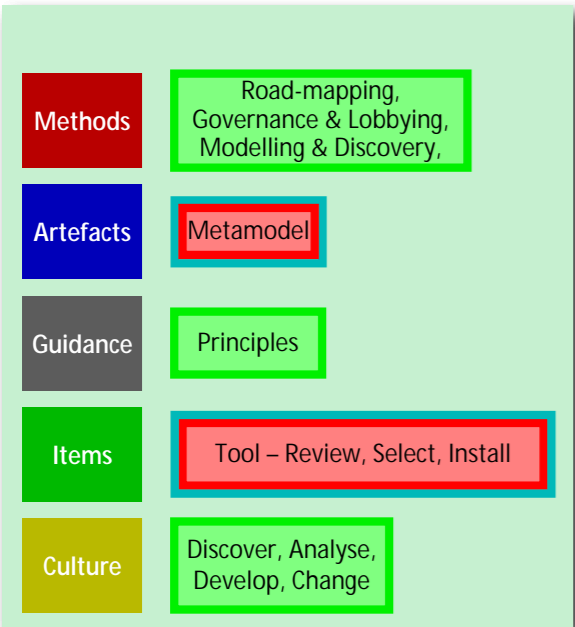 Methods
Road-mapping,
Governance & Lobbying,
Modelling & Discovery,
Artefacts
Metamodel
Guidance
Principles
Items
Tool – Review, Select, Install
Culture
Discover, Analyse,
Develop, Change